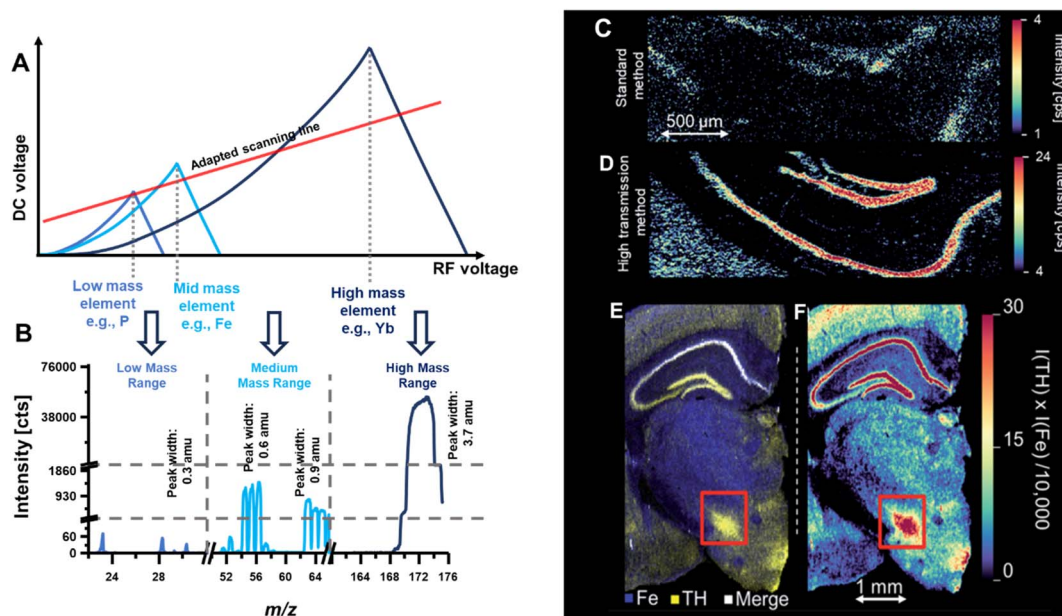 A
DC voltage
Adapted scanning line
RF voltage
Low mass
element
e.g., P
Mid mass
element
e.g., Fe
High mass
element
e.g., Yb
B
Low Mass
Range
Medium
Mass Range
High Mass
Range
Intensity [cts]
76000
38000
1860
930
60
0
Peak width:
0.3 amu
Peak width:
0.6 amu
Peak width:
0.9 amu
Peak width:
3.7 amu
24 28 52 56 60 64 168 172 176
m/z
C
Standard
method
500 µm
4
1
Intensity [cps]
D
High transmission
method
24
4
Intensity [cps]
E
F
30
15
0
I(TH) x I(Fe) /10,000
Fe TH Merge
1 mm